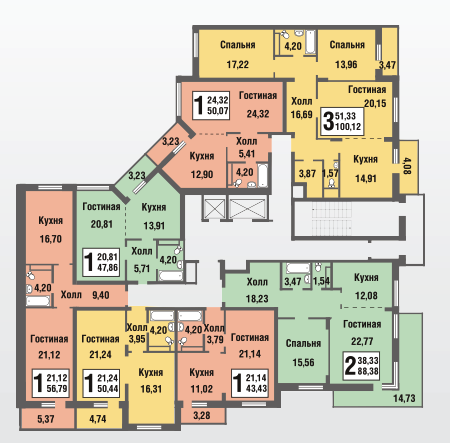 Спальня
17,22
4,20
Спальня
13,96
3,47
1 24,32
50,07
Гостиная
24,32
Холл
16,69
Гостиная
20,15
3 51,33
100,12
3,23
Кухня
12,90
Холл
5,41
4,20
3,87
1,57
Кухня
14,91
4,08
3,23
Кухня
16,70
Гостиная
20,81
Кухня
13,91
1 20,81
47,86
Холл
5,71
4,20
4,20
Холл 9,40
Холл
18,23
3,47
1,54
Кухня
12,08
Гостиная
21,12
Гостиная
21,24
Холл
3,95
4,20
4,20
Холл
3,79
Гостиная
21,14
Спальня
15,56
Гостиная
22,77
2 38,33
88,38
1 21,12
56,79
1 21,24
50,44
Кухня
16,31
Кухня
11,02
1 21,14
43,43
5,37
4,74
3,28
14,73